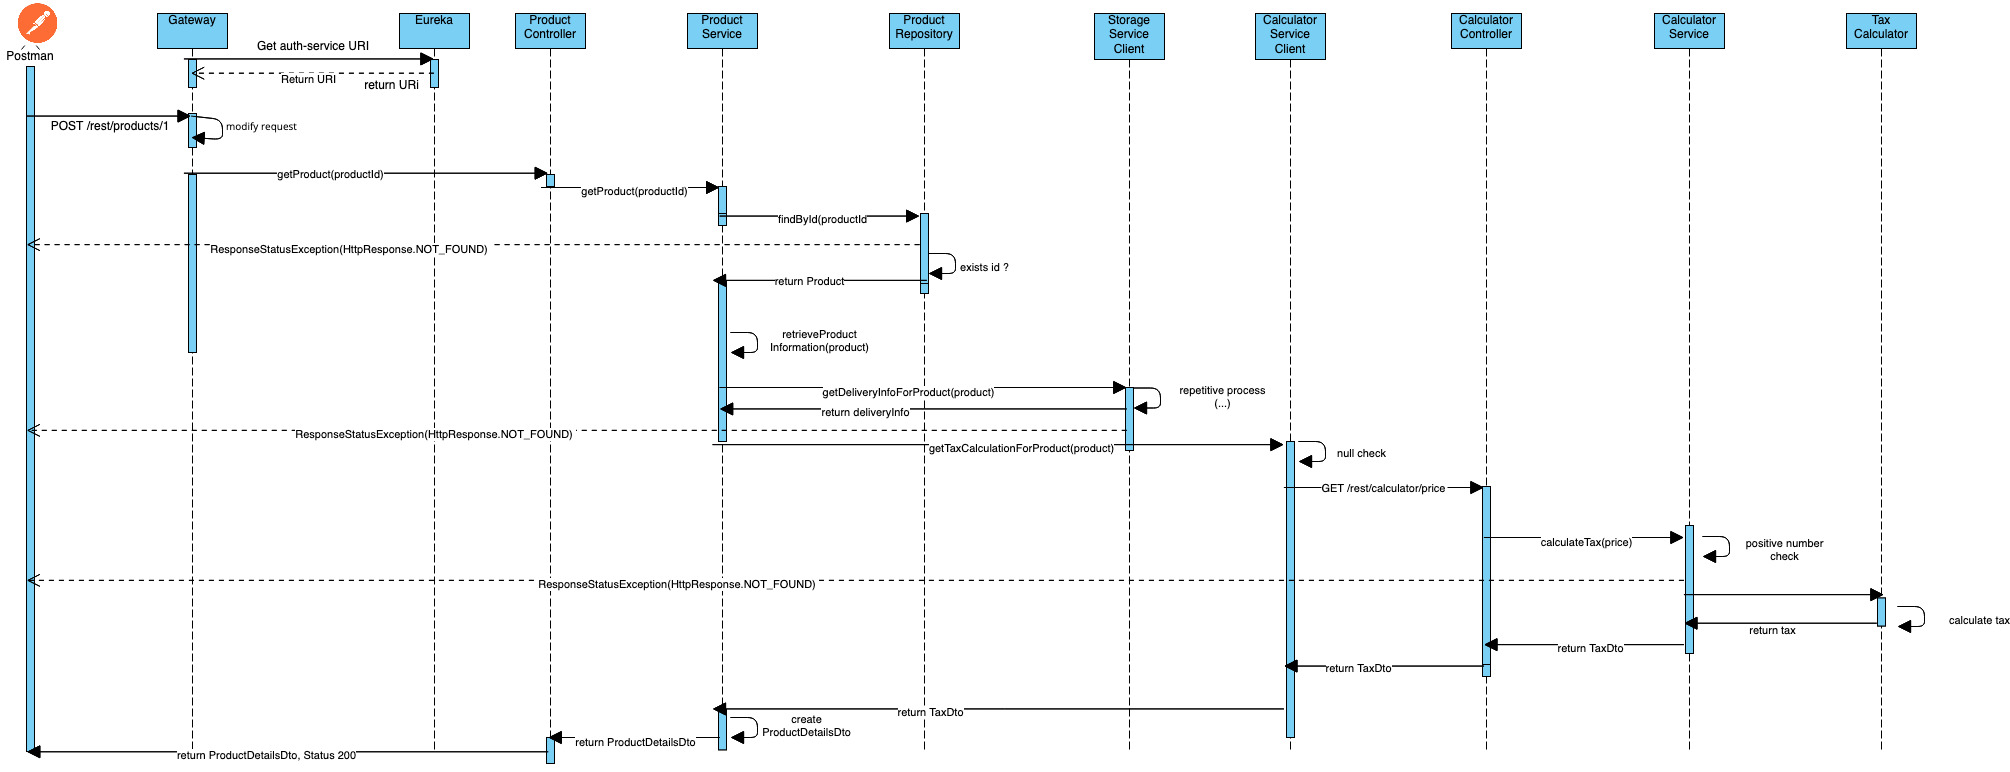 Postman
Gateway
Eureka
Product
Controller
Product
Service
Product
Repository
Storage
Service
Client
Calculator
Service
Client
Calculator
Controller
Calculator
Service
Tax
Calculator
Get auth-service URI
Return URI
return URi
POST /rest/products/1
modify request
getProduct(productId)
getProduct(productId)
findById(productId
ResponseStatusException(HttpResponse.NOT_FOUND)
exists id ?
return Product
retrieveProduct
Information(product)
getDeliveryInfoForProduct(product)
repetitive process
(...)
return deliveryInfo
ResponseStatusException(HttpResponse.NOT_FOUND)
getTaxCalculationForProduct(product)
null check
GET /rest/calculator/price
calculateTax(price)
positive number
check
ResponseStatusException(HttpResponse.NOT_FOUND)
calculate tax
return tax
return TaxDto
return TaxDto
return TaxDto
create
ProductDetailsDto
return ProductDetailsDto
return ProductDetailsDto, Status 200